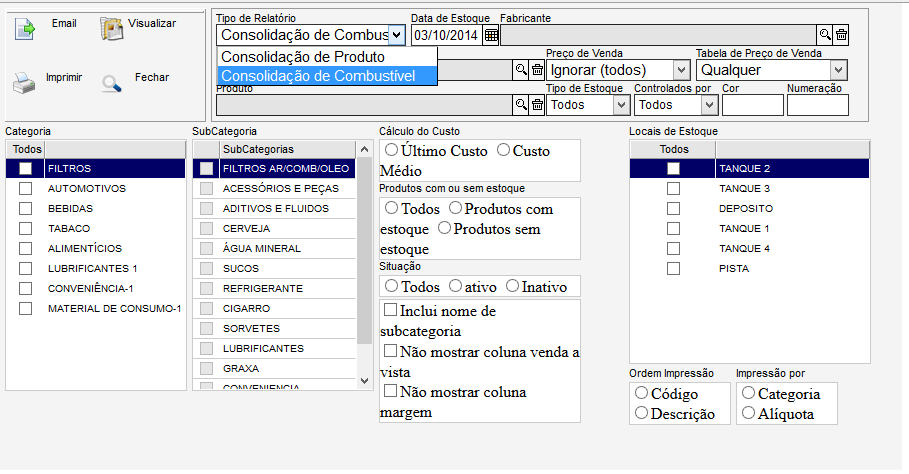 Email
Visualizar
Imprimir
Fechar
Tipo de Relatório
Data de Estoque
Fabricante
Consolidação de Combus
03/10/2014
Consolidação de Produto
Consolidação de Combustível
Preço de Venda
Tabela de Preço de Venda
Ignorar (todos)
Qualquer
Produto
Tipo de Estoque
Controlados por
Cor
Numeração
Todos
Todos
Categoria
Todos
FILTROS
AUTOMOTIVOS
BEBIDAS
TABACO
ALIMENTÍCIOS
LUBRIFICANTES 1
CONVENIÊNCIA-1
MATERIAL DE CONSUMO-1
SubCategoria
SubCategorias
FILTROS AR/COMB/OLEO
ACESSÓRIOS E PEÇAS
ADITIVOS E FLUIDOS
CERVEJA
ÁGUA MINERAL
SUCOS
REFRIGERANTE
CIGARRO
SORVETES
LUBRIFICANTES
GRAXA
CONVENIENCIA
Cálculo do Custo
Último Custo Custo
Médio
Produtos com ou sem estoque
Todos Produtos com
estoque Produtos sem
estoque
Situação
Todos ativo Inativo
Inclui nome de
subcategoria
Não mostrar coluna venda a
vista
Não mostrar coluna
margem
Locais de Estoque
Todos
TANQUE 2
TANQUE 3
DEPOSITO
TANQUE 1
TANQUE 4
PISTA
Ordem Impressão
Código
Descrição
Impressão por
Categoria
Alíquota